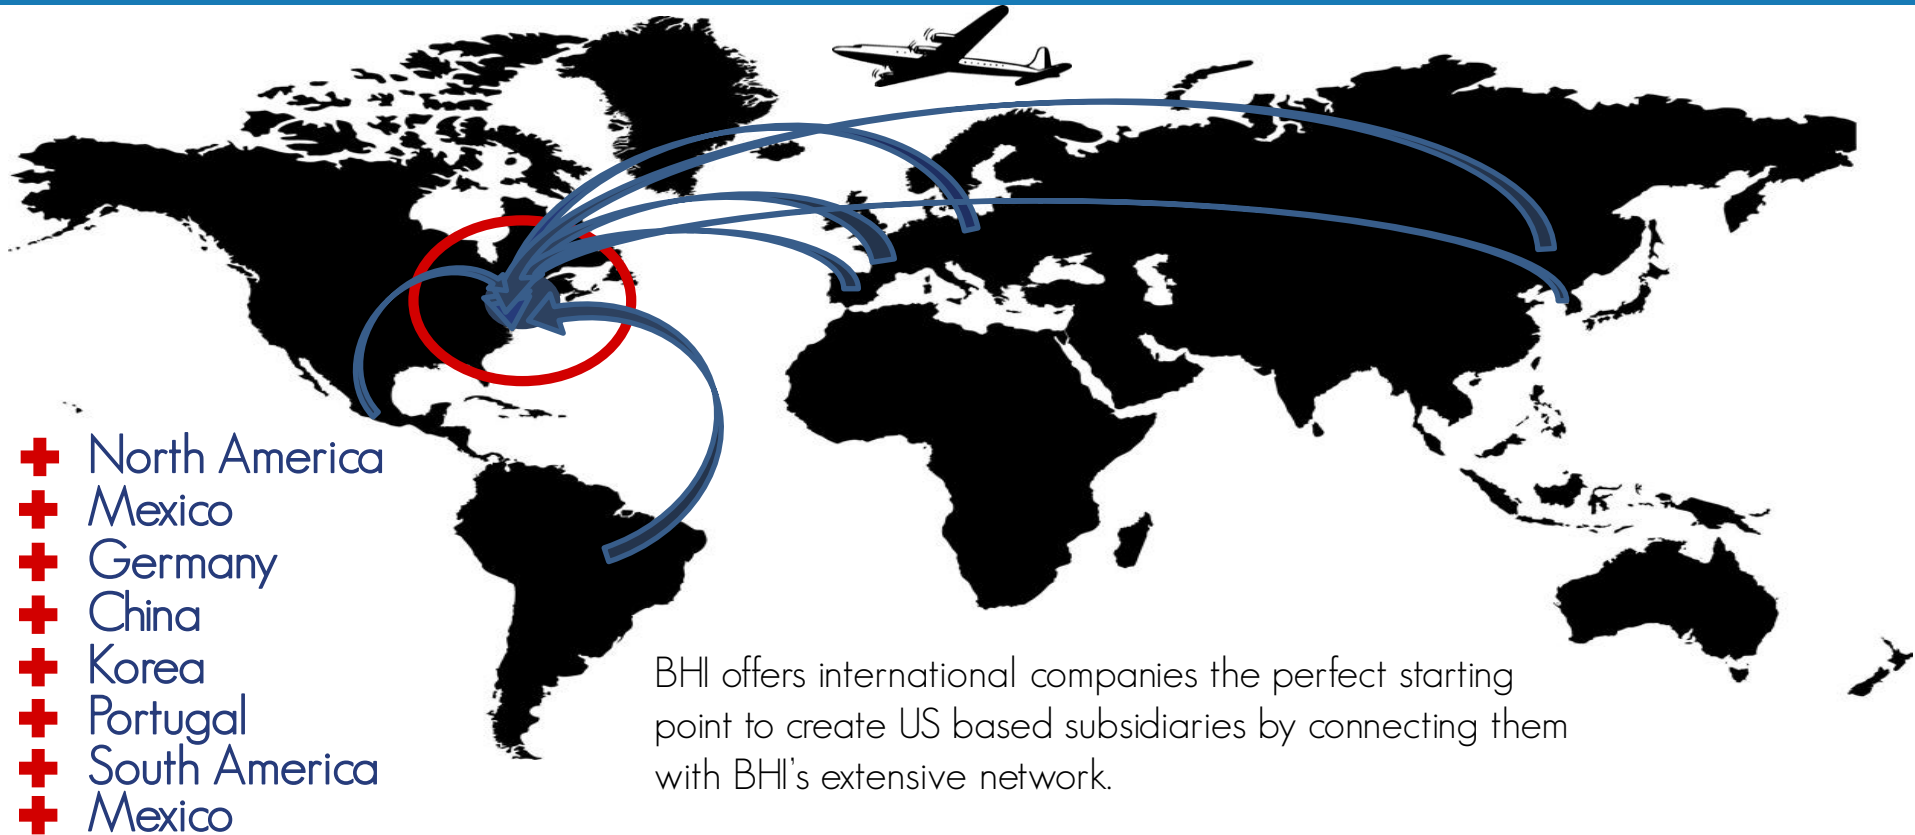 North America
Mexico
Germany
China
Korea
Portugal
South America
Mexico
BHI offers international companies the perfect starting
point to create US based subsidiaries by connecting them
with BHI's extensive network.